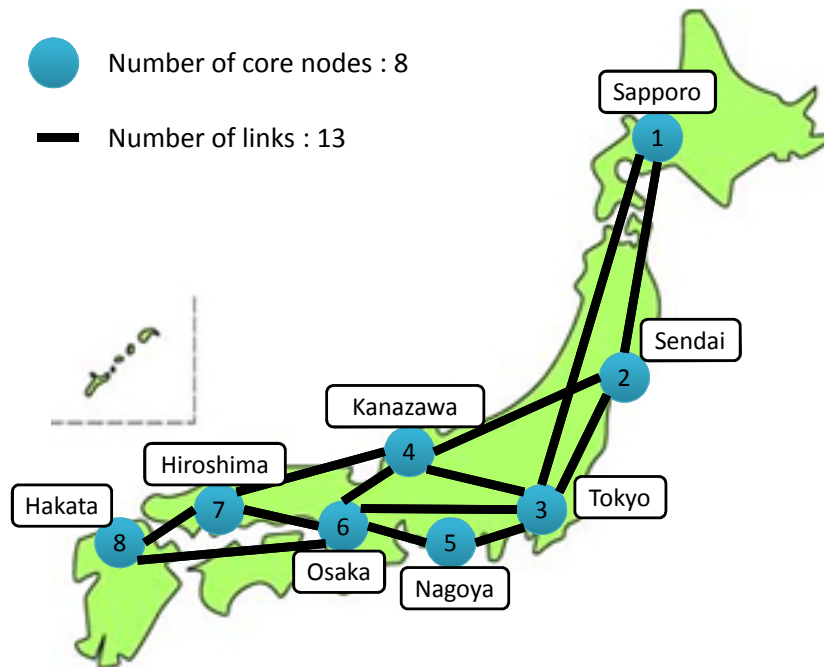 Number of core nodes : 8
Number of links : 13
Sapporo
1
Sendai
2
Kanazawa
4
Hiroshima
7
Hakata
8
6
Osaka
5
Nagoya
3
Tokyo